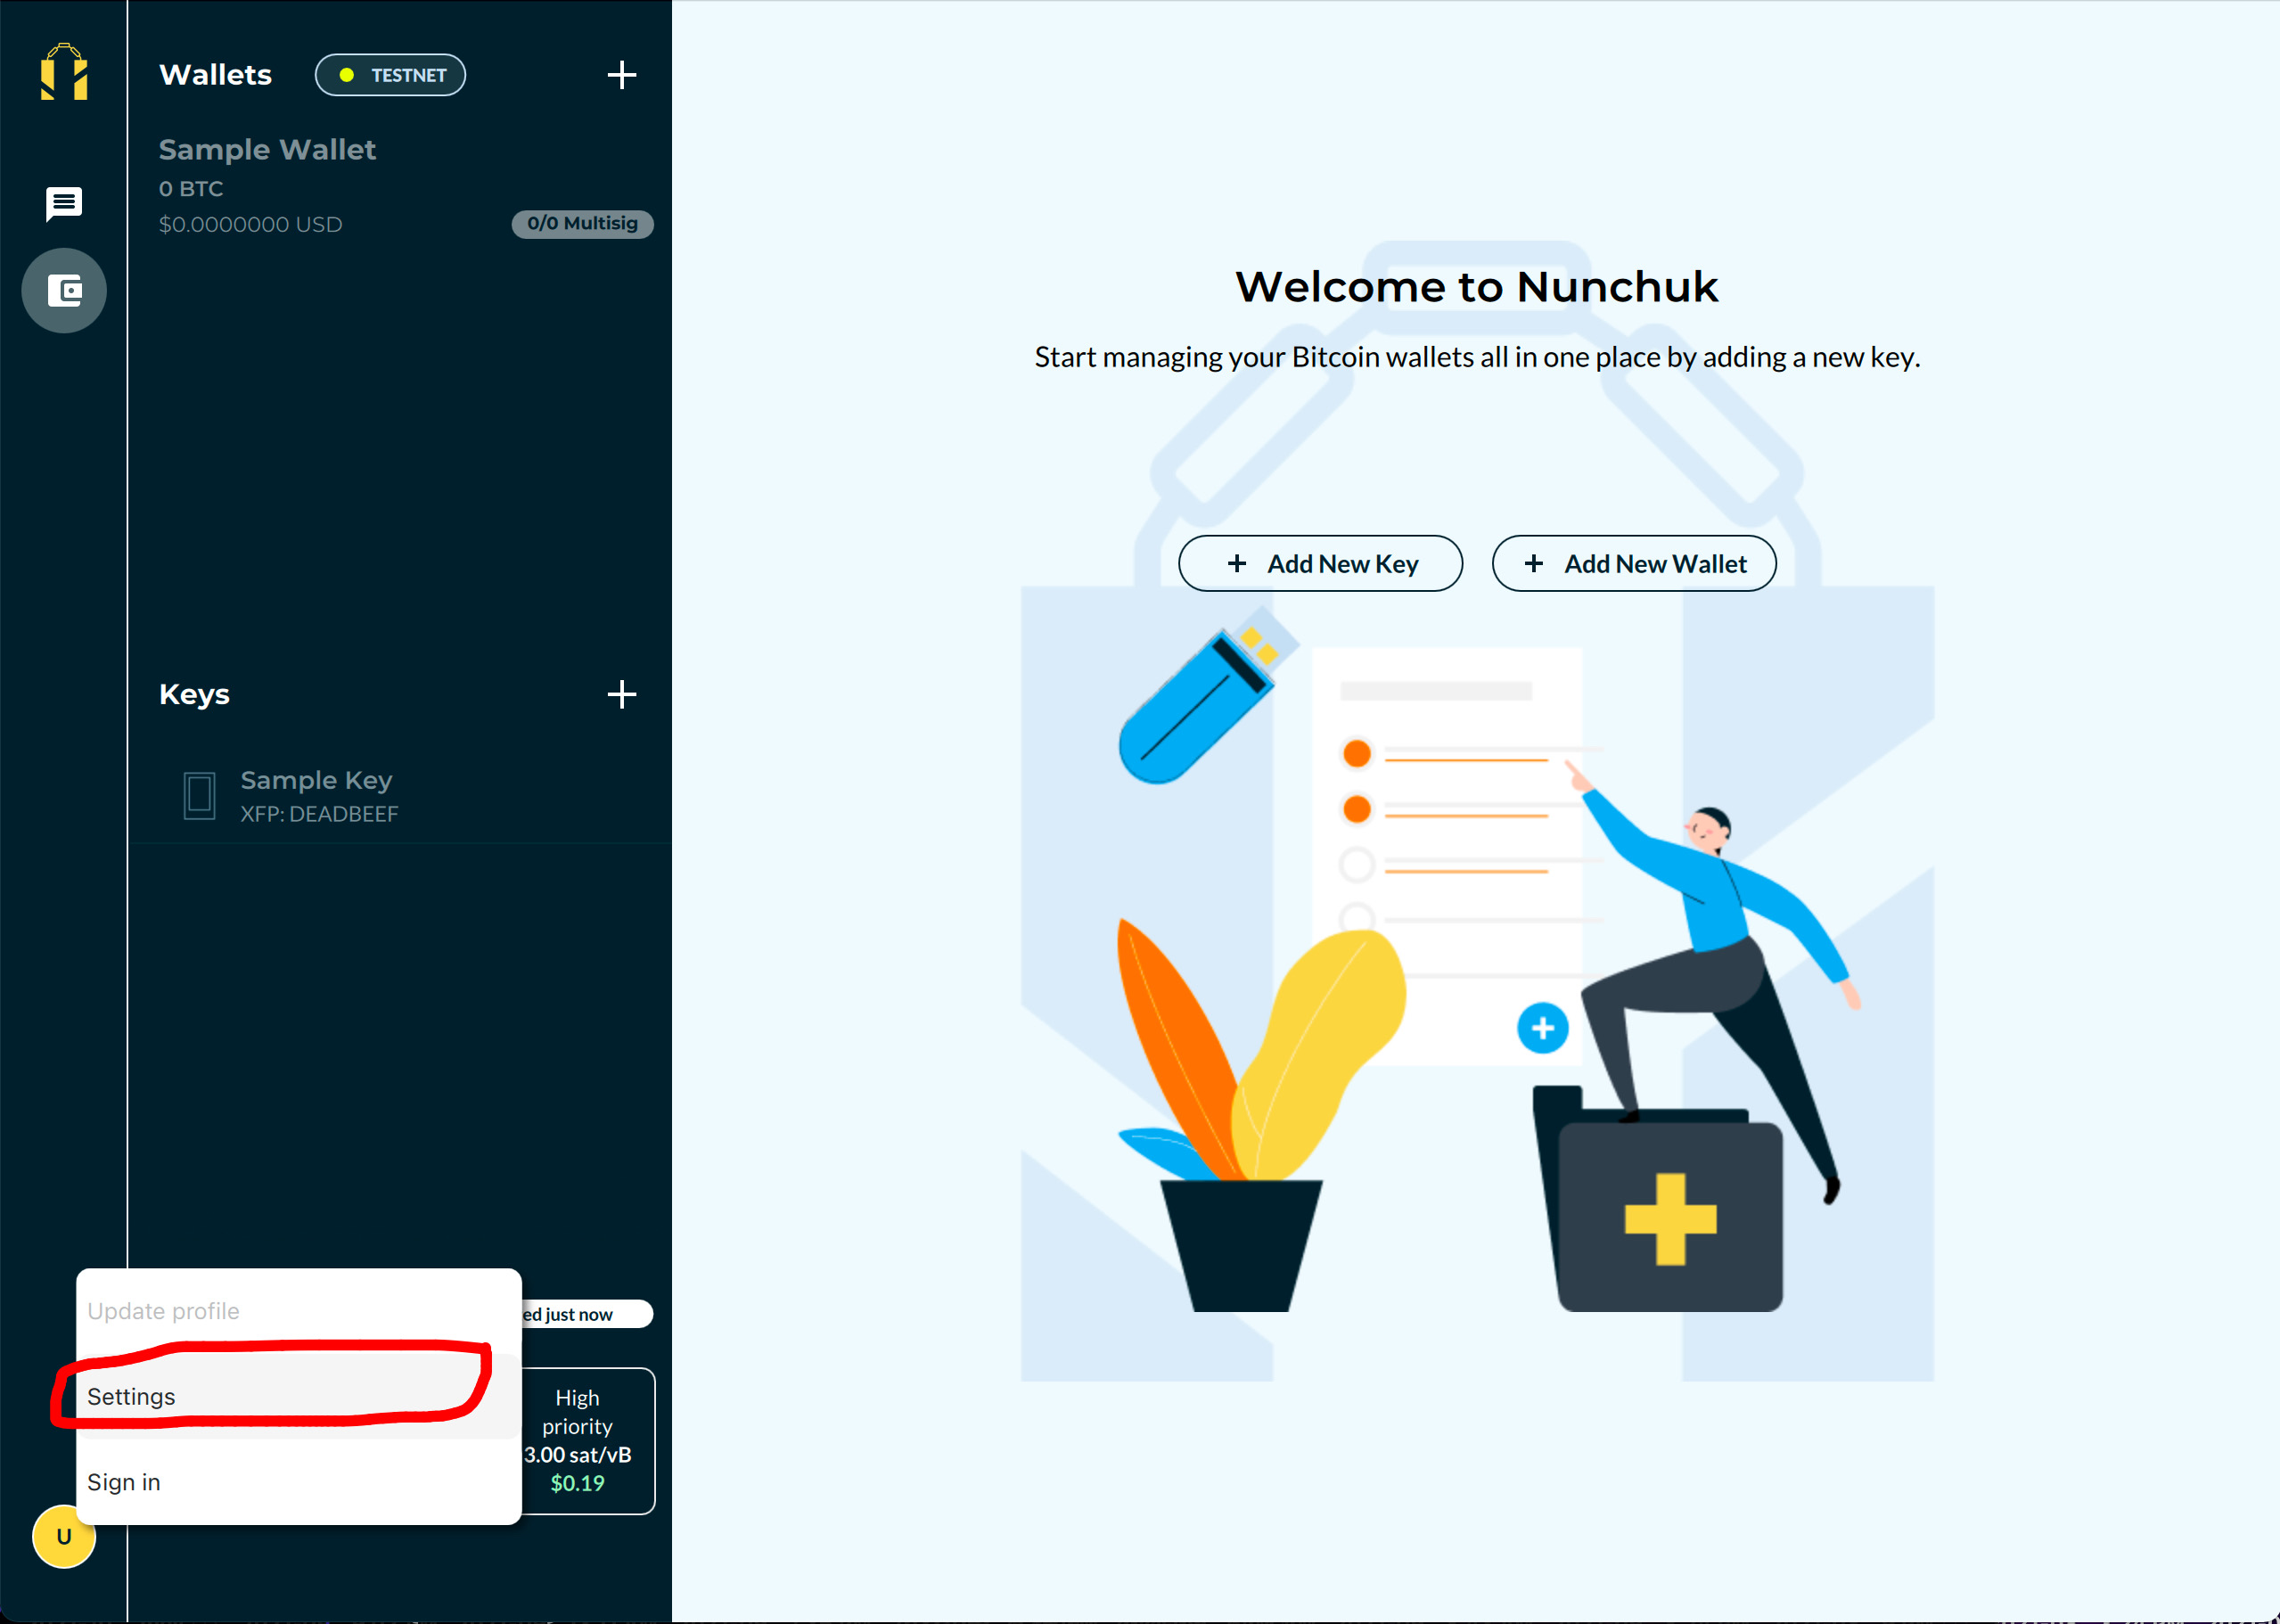 Wallets
TESTNET
Sample Wallet
0 BTC
$0.0000000 USD
0/0 Multisig
Keys
Sample Key
XFP: DEADBEEF
Update profile
Settings
Sign in
just now
High
priority
3.00 sat/vB
$0.19
U
Welcome to Nunchuk
Start managing your Bitcoin wallets all in one place by adding a new key.
Add New Key
Add New Wallet